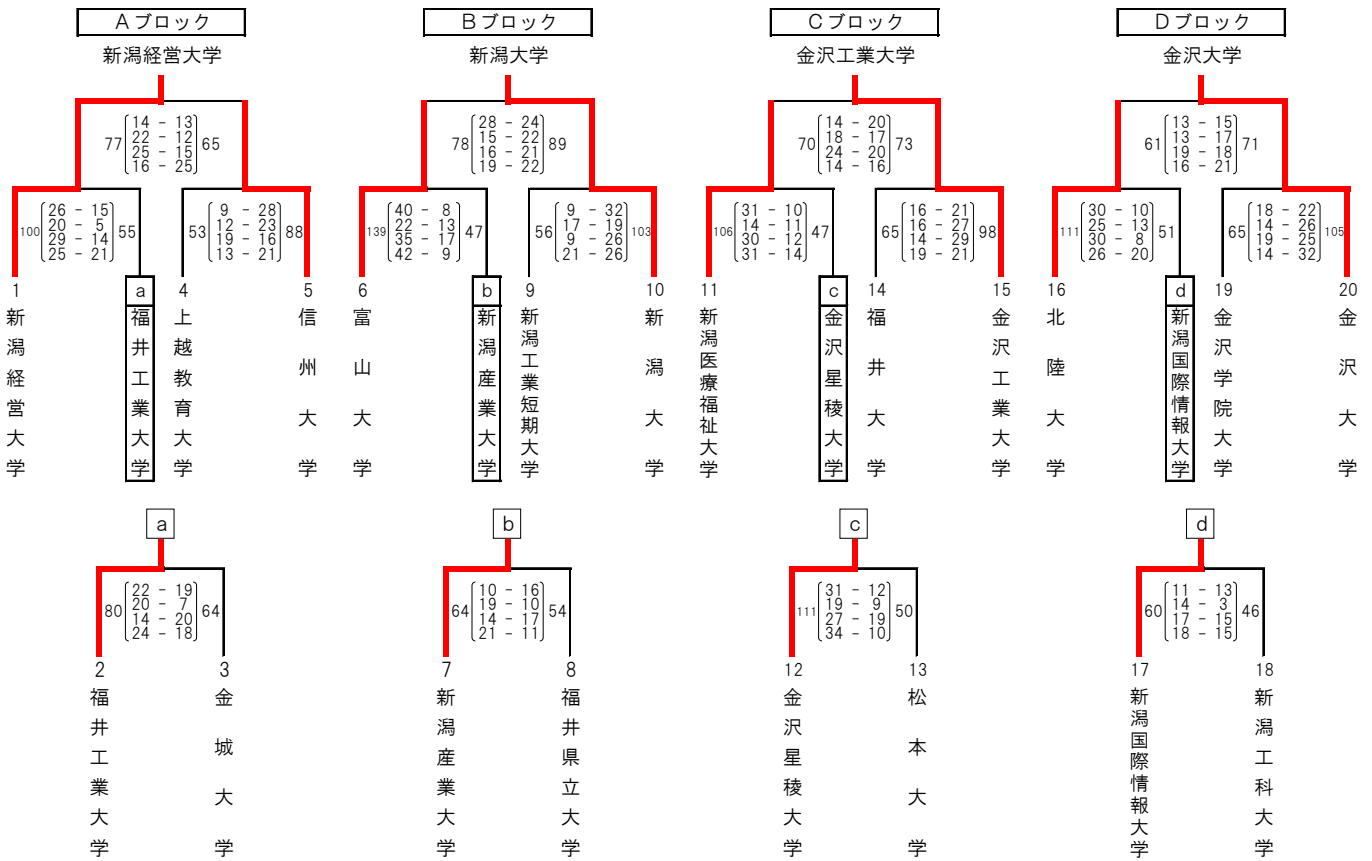 Aブロック
Bブロック
Cブロック
Dブロック
新潟経営大学
新潟大学
金沢工業大学
金沢大学
77
14 - 13
22 - 12
25 - 15
16 - 25
65
78
28 - 24
15 - 22
16 - 21
19 - 22
89
70
14 - 20
18 - 17
24 - 20
14 - 16
73
61
13 - 15
13 - 17
19 - 18
16 - 21
71
100
26 - 15
20 - 5
29 - 14
25 - 21
55
53
9 - 28
12 - 23
19 - 16
13 - 21
88
139
40 - 8
22 - 13
35 - 17
42 - 9
47
56
9 - 32
17 - 19
9 - 26
21 - 26
103
106
31 - 10
14 - 11
30 - 12
31 - 14
47
65
16 - 21
16 - 27
14 - 29
19 - 21
98
111
30 - 10
25 - 13
30 - 8
26 - 20
51
65
18 - 22
14 - 26
19 - 25
14 - 32
105
1
新潟経営大学
a
福井工業大学
4
上越教育大学
5
信州大学
6
富山大学
b
新潟産業大学
9
新潟工業短期大学
10
新潟大学
11
新潟医療福祉大学
c
金沢星稜大学
14
福井大学
15
金沢工業大学
16
北陸大学
d
新潟国際情報大学
19
金沢学院大学
20
金沢大学
a
b
c
d
80
22 - 19
20 - 7
14 - 20
24 - 18
64
64
10 - 16
19 - 10
14 - 17
21 - 11
54
111
31 - 12
19 - 9
27 - 19
34 - 10
50
60
11 - 13
14 - 3
17 - 15
18 - 15
46
2
福井工業大学
3
金城大学
7
新潟産業大学
8
福井県立大学
12
金沢星稜大学
13
松本大学
17
新潟国際情報大学
18
新潟工科大学